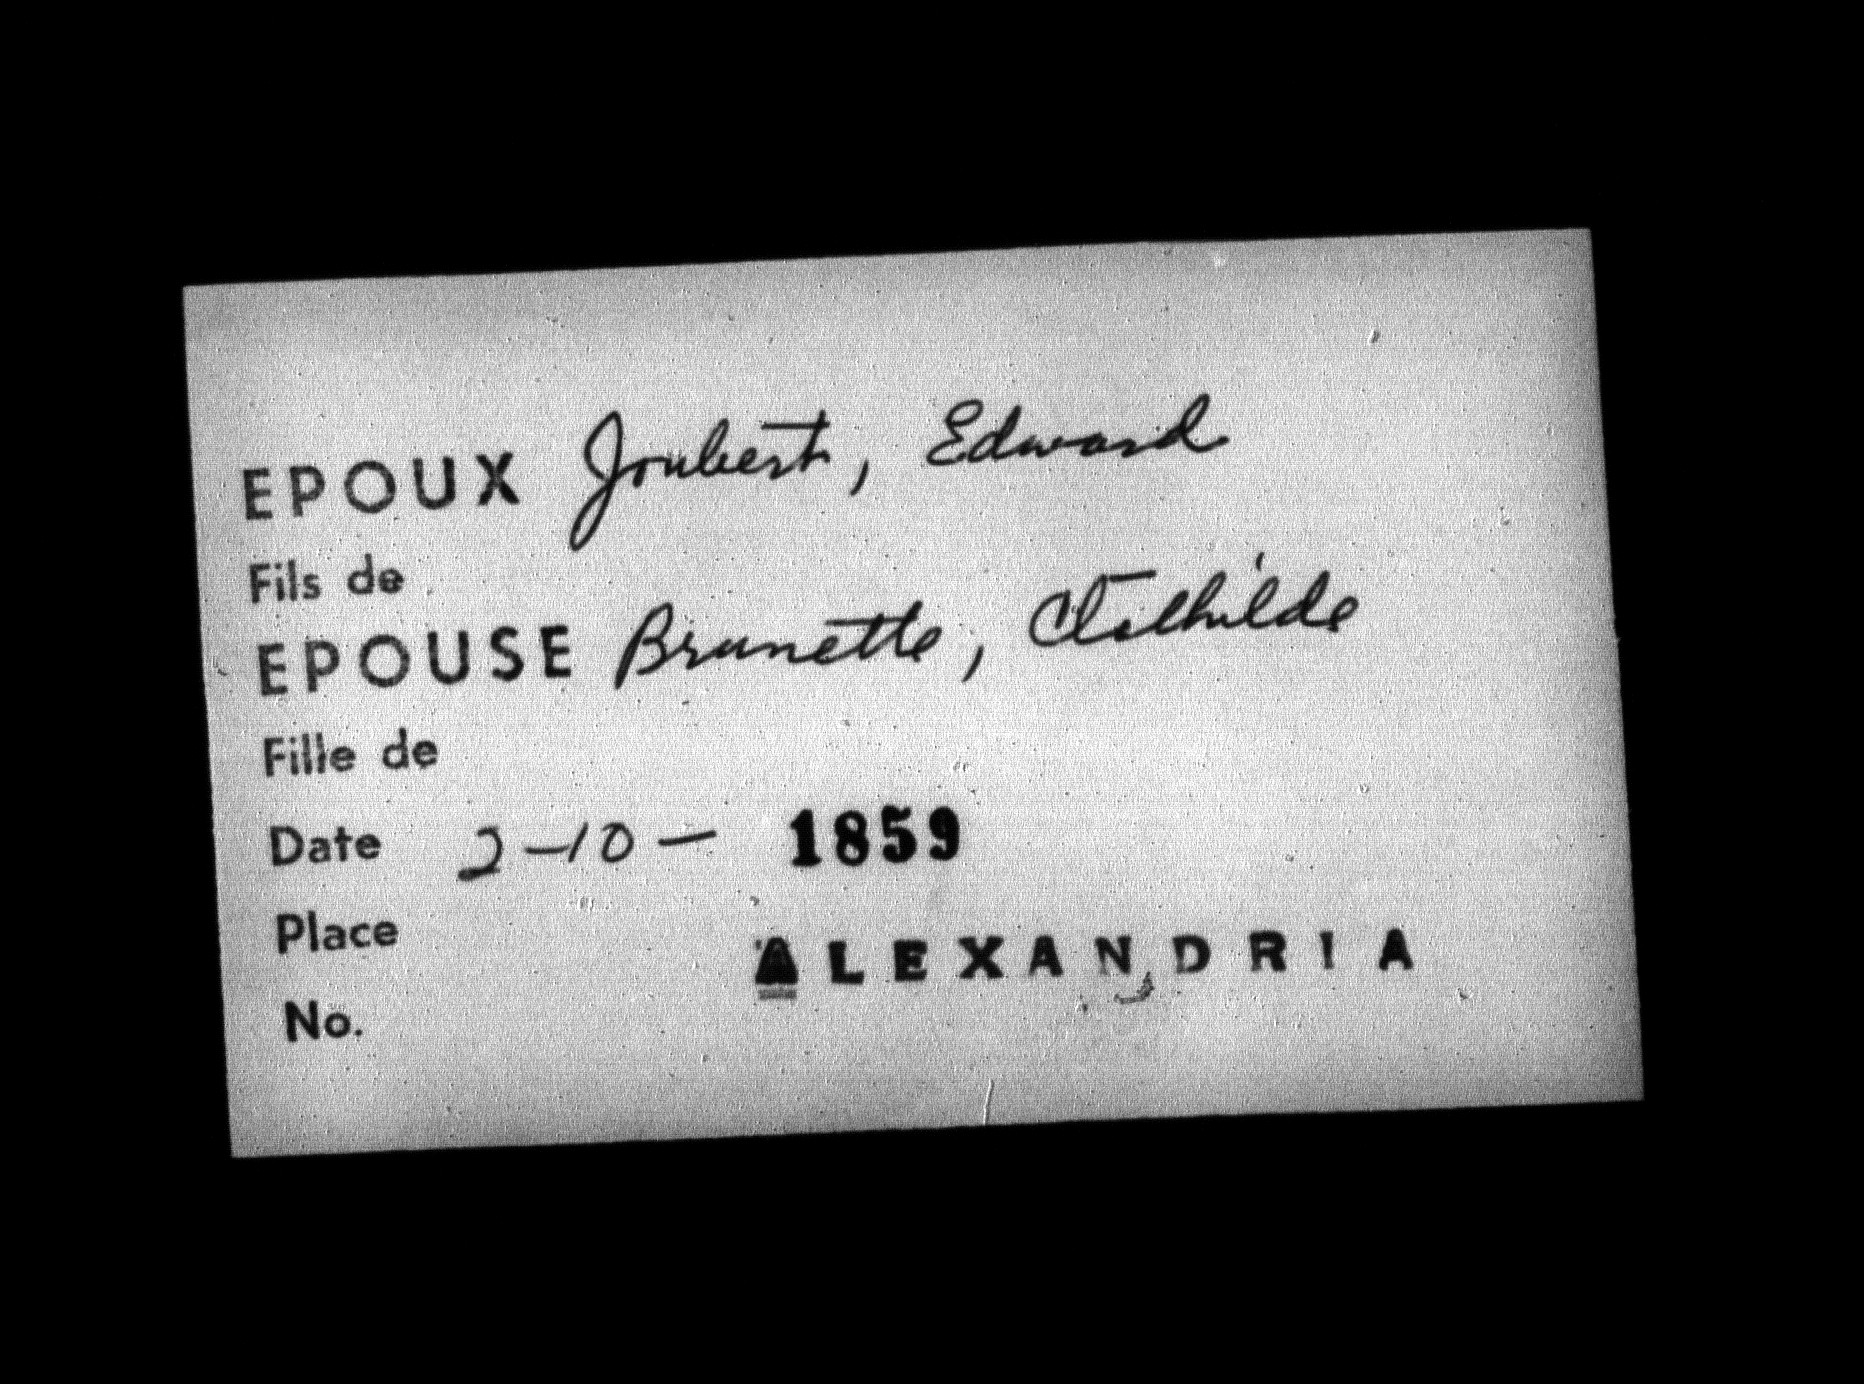 EPOUX Joubert, Edward
Fils de
EPOUSE Brunette, Clothilde
Fille de
Date 2-10- 1859
Place ALEXANDRIA
No.